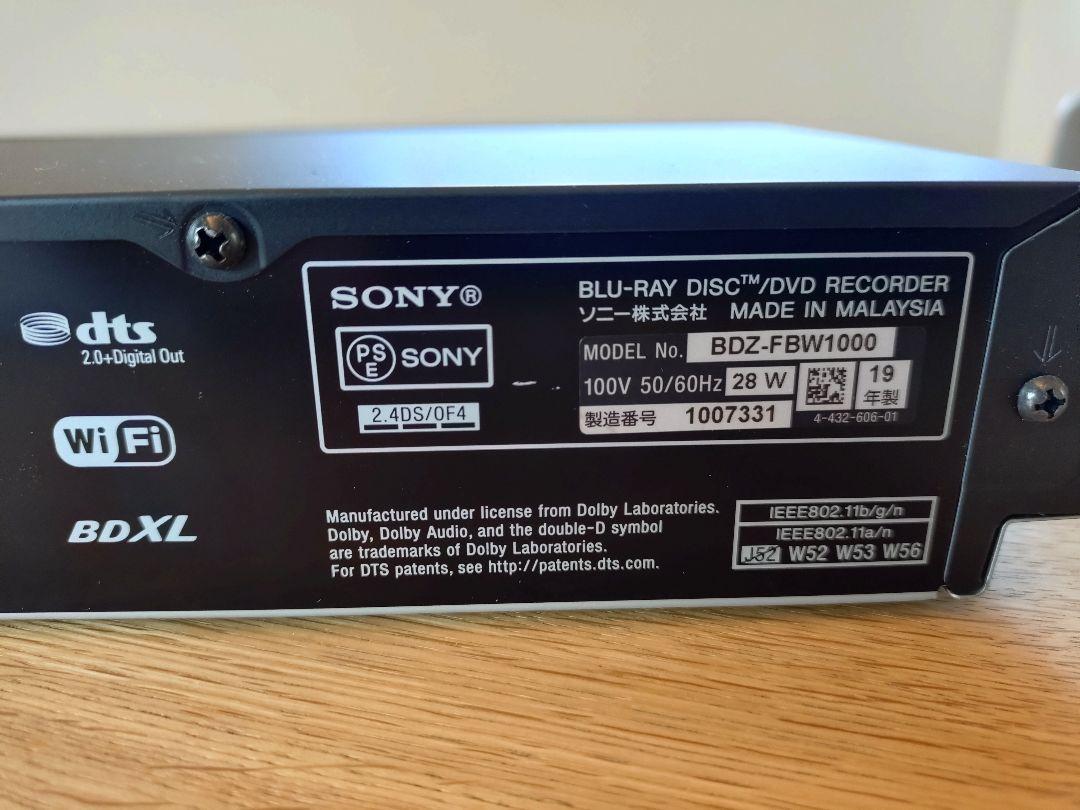 dts
2.0+Digital Out
Wi Fi
BDXL
SONY®
PS
E
SONY
2.4DS/OF4
BLU-RAY DISC™/DVD RECORDER
ソニー株式会社 MADE IN MALAYSIA
MODEL No. BDZ-FBW1000
100V 50/60Hz 28 W
19
年製
製造番号 1007331
4-432-606-01
Manufactured under license from Dolby Laboratories.
Dolby, Dolby Audio, and the double-D symbol
are trademarks of Dolby Laboratories.
For DTS patents, see http://patents.dts.com.
IEEE802.11b/g/n
IEEE802.11a/n
J52 W52 W53 W56